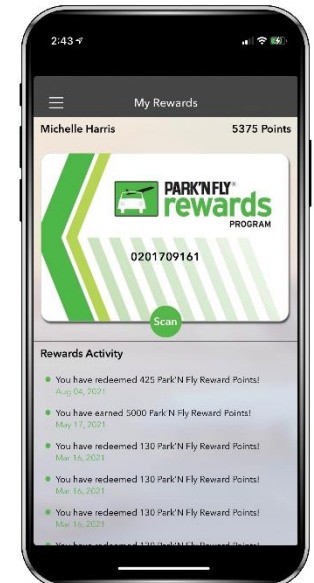 2:43
My Rewards
Michelle Harris 5375 Points
PARK'N FLY®
rewards
PROGRAM
0201709161
Scan
Rewards Activity
You have redeemed 425 Park'N Fly Reward Points!
Aug 04, 2021
You have earned 5000 Park'N Fly Reward Points!
May 17, 2021
You have redeemed 130 Park'N Fly Reward Points!
Mar 16, 2021
You have redeemed 130 Park'N Fly Reward Points!
Mar 16, 2021
You have redeemed 130 Park'N Fly Reward Points!
Mar 16, 2021